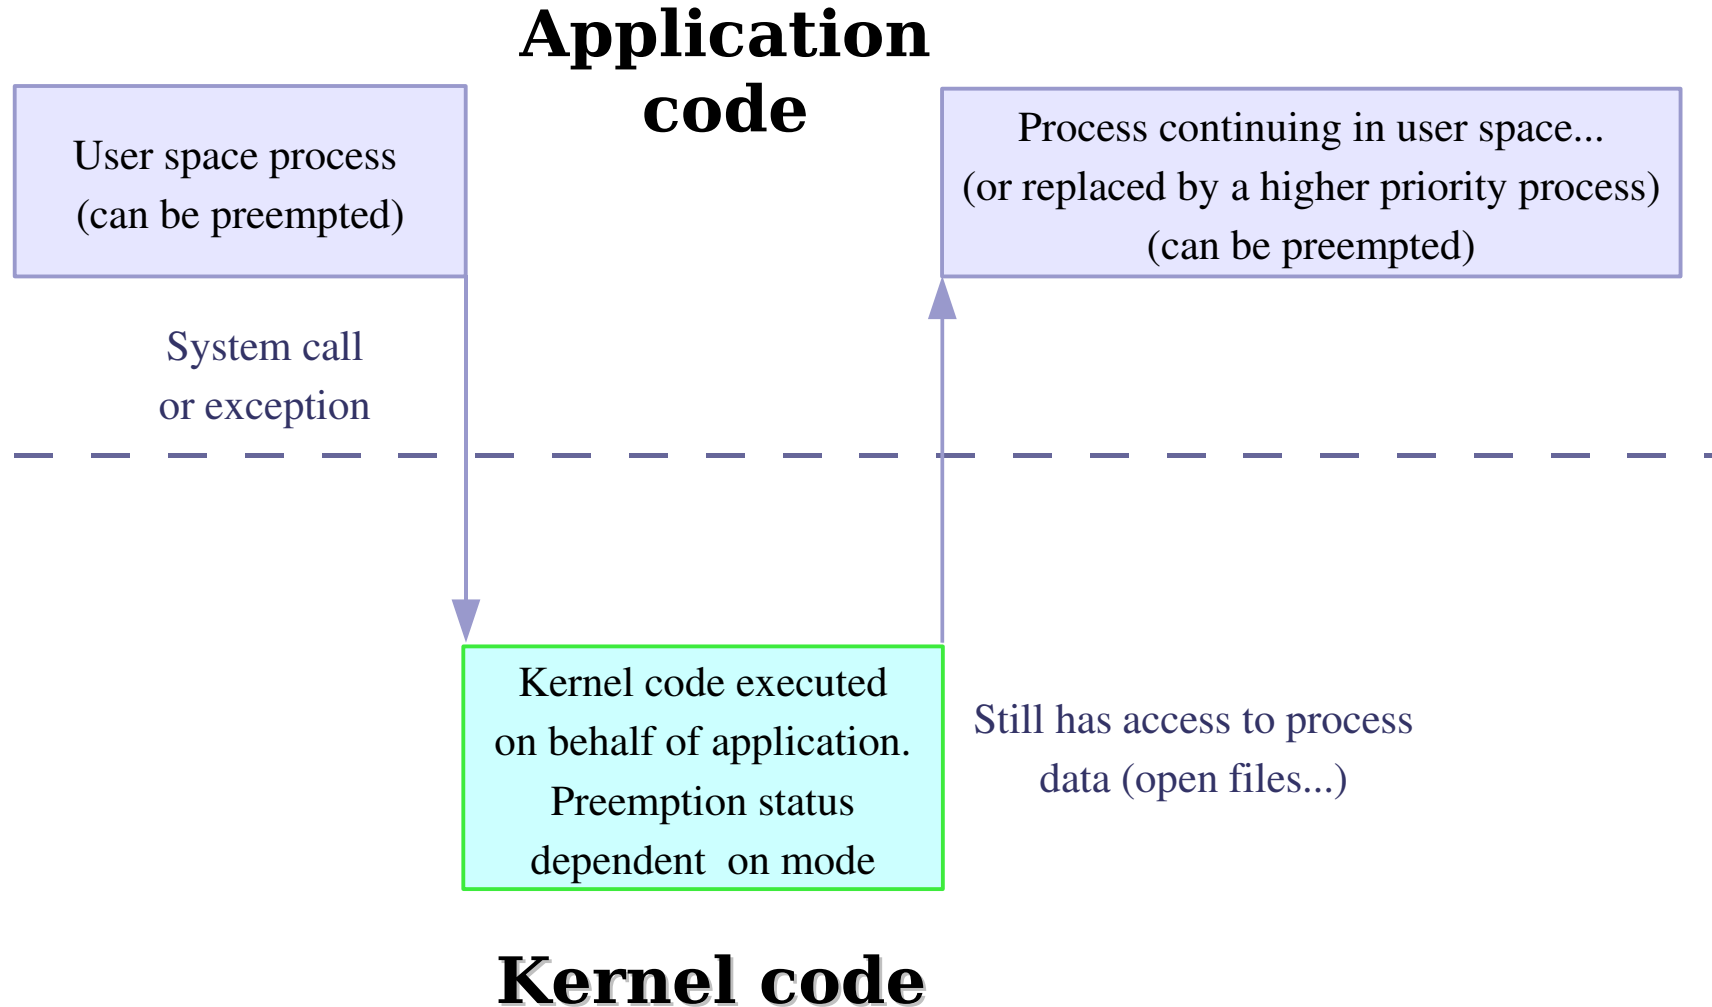 Application
code
User space process
(can be preempted)
Process continuing in user space...
(or replaced by a higher priority process)
(can be preempted)
System call
or exception
Kernel code executed
on behalf of application.
Preemption status
dependent  on mode
Still has access to process
data (open files...)
Kernel code